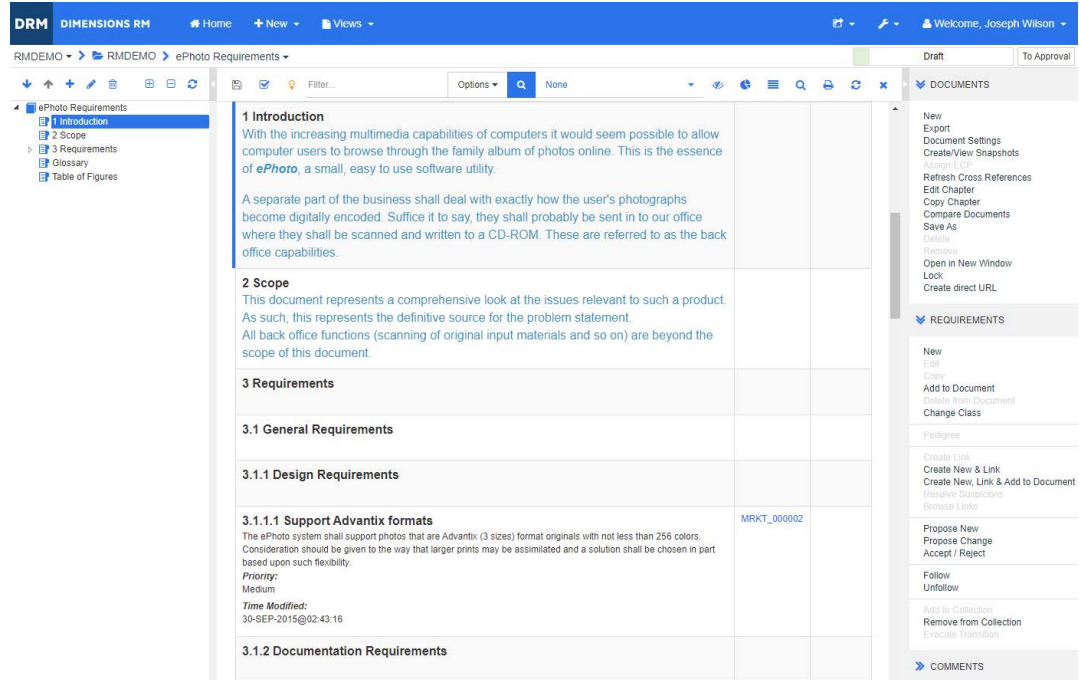 DRM DIMENSIONS RM Home New Views Welcome, Joseph Wilson
RMDEMO RMDEMO ePhoto Requirements Draft To Approval
Filter... Options None
ePhoto Requirements
1 Introduction
2 Scope
3 Requirements
Glossary
Table of Figures
1 Introduction
With the increasing multimedia capabilities of computers it would seem possible to allow
computer users to browse through the family album of photos online. This is the essence
of ePhoto, a small, easy to use software utility.
A separate part of the business shall deal with exactly how the user's photographs
become digitally encoded. Suffice it to say, they shall probably be sent in to our office
where they shall be scanned and written to a CD-ROM. These are referred to as the back
office capabilities.
2 Scope
This document represents a comprehensive look at the issues relevant to such a product.
As such, this represents the definitive source for the problem statement.
All back office functions (scanning of original input materials and so on) are beyond the
scope of this document.
3 Requirements
3.1 General Requirements
3.1.1 Design Requirements
3.1.1.1 Support Advantix formats
MRKT_000002
The ePhoto system shall support photos that are Advantix (3 sizes) format originals with not less than 256 colors.
Consideration should be given to the way that larger prints may be assimilated and a solution shall be chosen in part
based upon such flexibility.
Priority:
Medium
Time Modified:
30-SEP-2015@02:43:16
3.1.2 Documentation Requirements
DOCUMENTS
New
Export
Document Settings
Create/View Snapshots
Assign ECP
Refresh Cross References
Edit Chapter
Copy Chapter
Compare Documents
Save As
Delete
Remove
Open in New Window
Lock
Create direct URL
REQUIREMENTS
New
Edit
Copy
Add to Document
Delete from Document
Change Class
Pedigree
Create Link
Create New & Link
Create New, Link & Add to Document
Resolve Suspicions
Browse Links
Propose New
Propose Change
Accept / Reject
Follow
Unfollow
Add to Collection
Remove from Collection
Execute Transition
COMMENTS